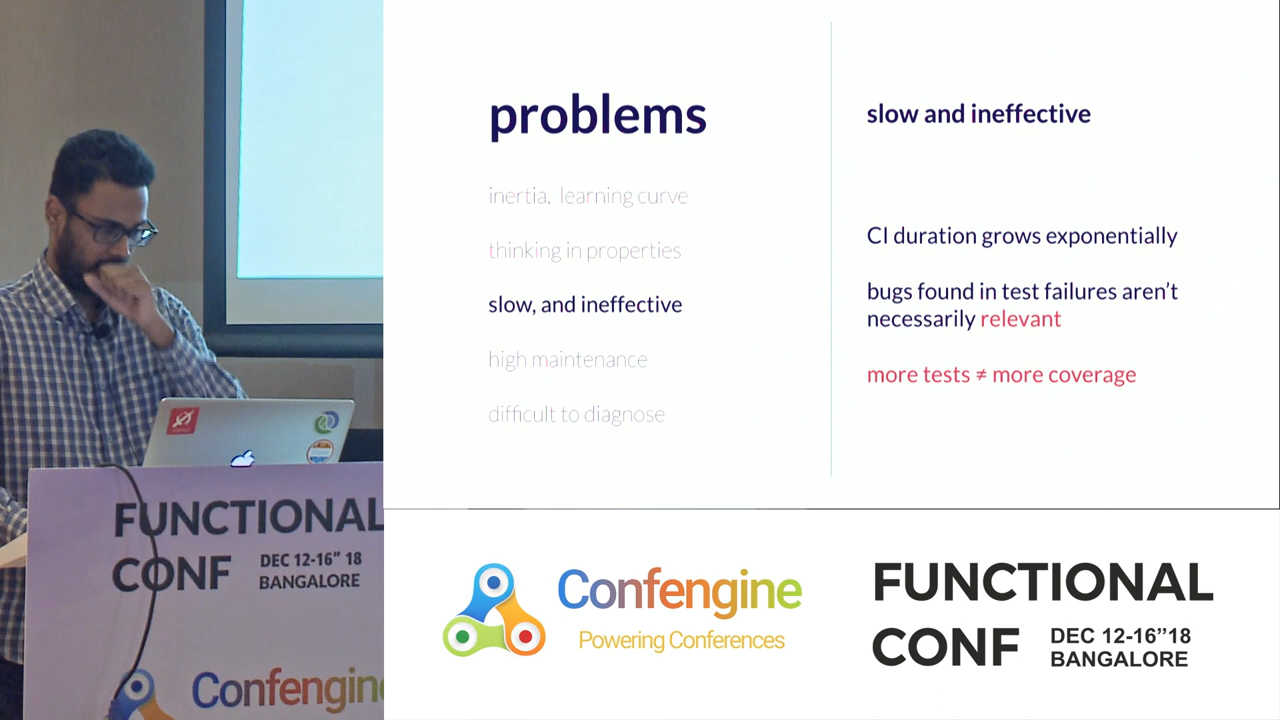 problems
inertia, learning curve
thinking in properties
slow, and ineffective
high maintenance
difficult to diagnose
slow and ineffective
CI duration grows exponentially
bugs found in test failures aren't
necessarily relevant
more tests ≠ more coverage
FUNCTIONAL
CONF
DEC 12-16" 18
BANGALORE
Confengine
Confengine
Powering Conferences
FUNCTIONAL
CONF
DEC 12-16"18
BANGALORE